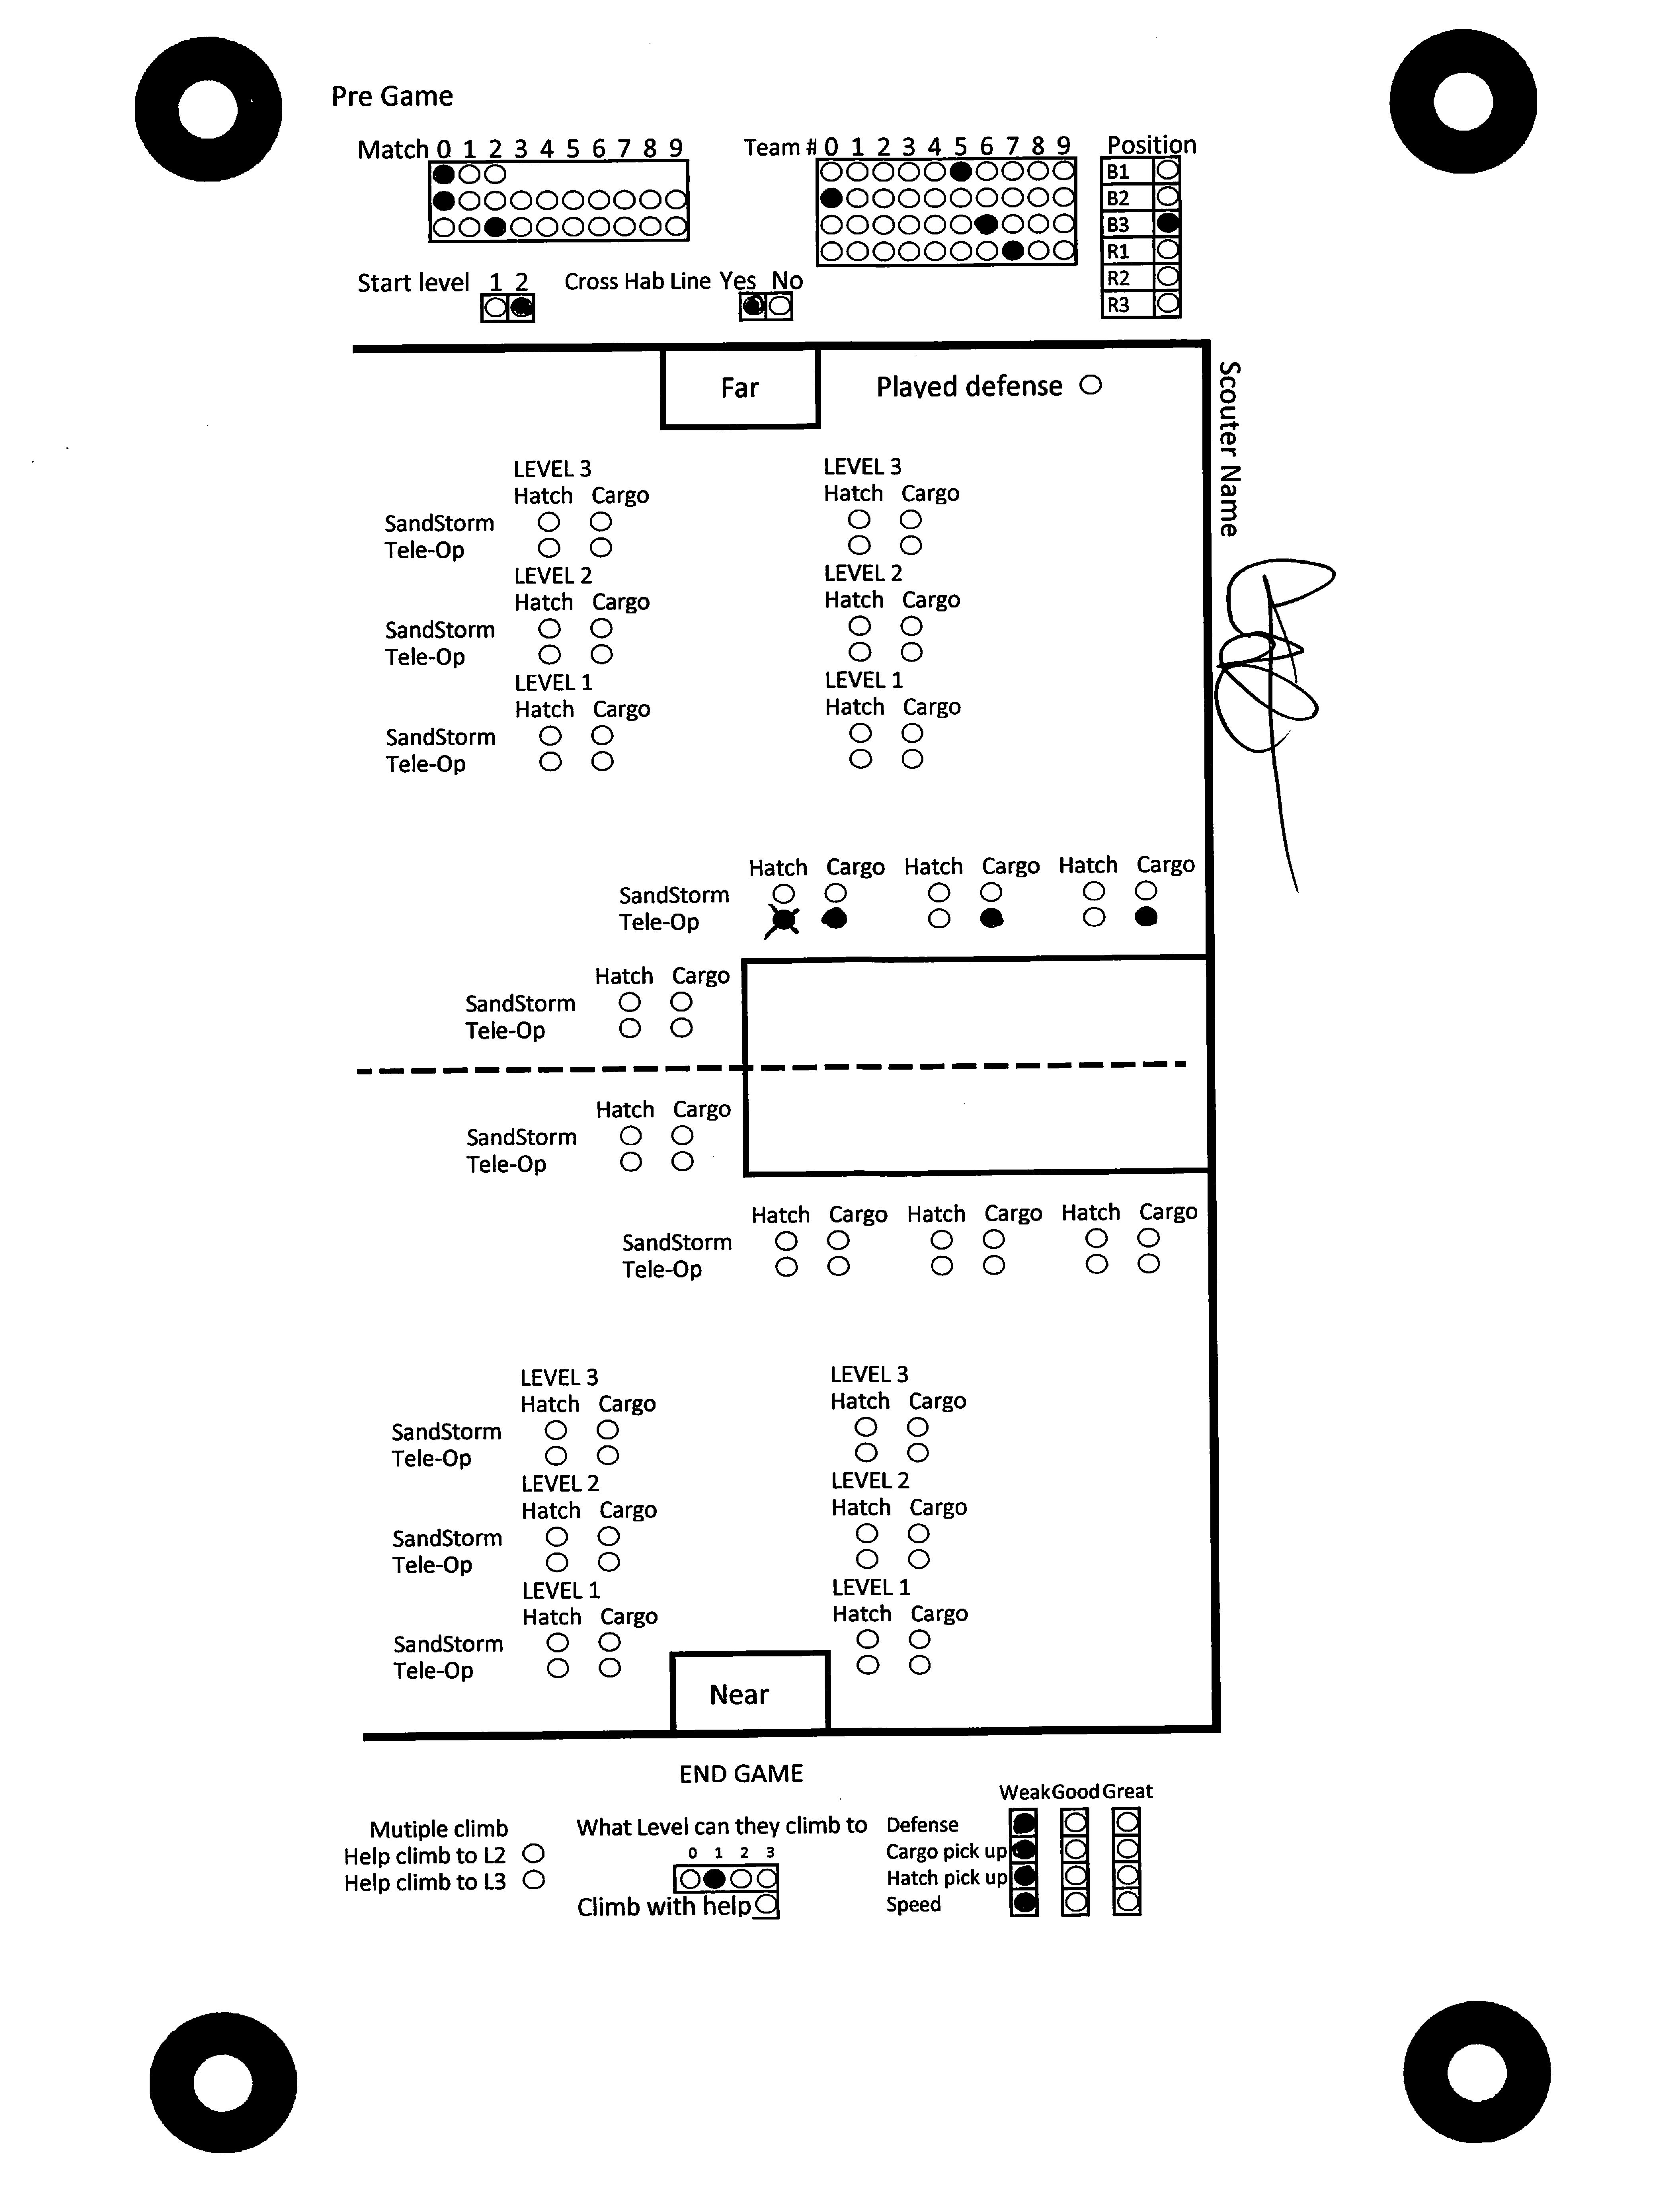 Pre Game
Match 0 1 2 3 4 5 6 7 8 9
Team # 0 1 2 3 4 5 6 7 8 9
Position
B1
B2
B3
R1
R2
R3
Start level 1 2
Cross Hab Line Yes No
Far
Played defense
Scouter Name
LEVEL 3 LEVEL 3
Hatch Cargo Hatch Cargo
SandStorm
Tele-Op
LEVEL 2 LEVEL 2
Hatch Cargo Hatch Cargo
SandStorm
Tele-Op
LEVEL 1 LEVEL 1
Hatch Cargo Hatch Cargo
SandStorm
Tele-Op
Hatch Cargo Hatch Cargo Hatch Cargo
SandStorm
Tele-Op
Hatch Cargo
SandStorm
Tele-Op
Hatch Cargo
SandStorm
Tele-Op
Hatch Cargo Hatch Cargo Hatch Cargo
SandStorm
Tele-Op
LEVEL 3 LEVEL 3
Hatch Cargo Hatch Cargo
SandStorm
Tele-Op
LEVEL 2 LEVEL 2
Hatch Cargo Hatch Cargo
SandStorm
Tele-Op
LEVEL 1 LEVEL 1
Hatch Cargo Hatch Cargo
SandStorm
Tele-Op
Near
END GAME
Mutiple climb
Help climb to L2
Help climb to L3
What Level can they climb to
0 1 2 3
Climb with help
Weak Good Great
Defense
Cargo pick up
Hatch pick up
Speed